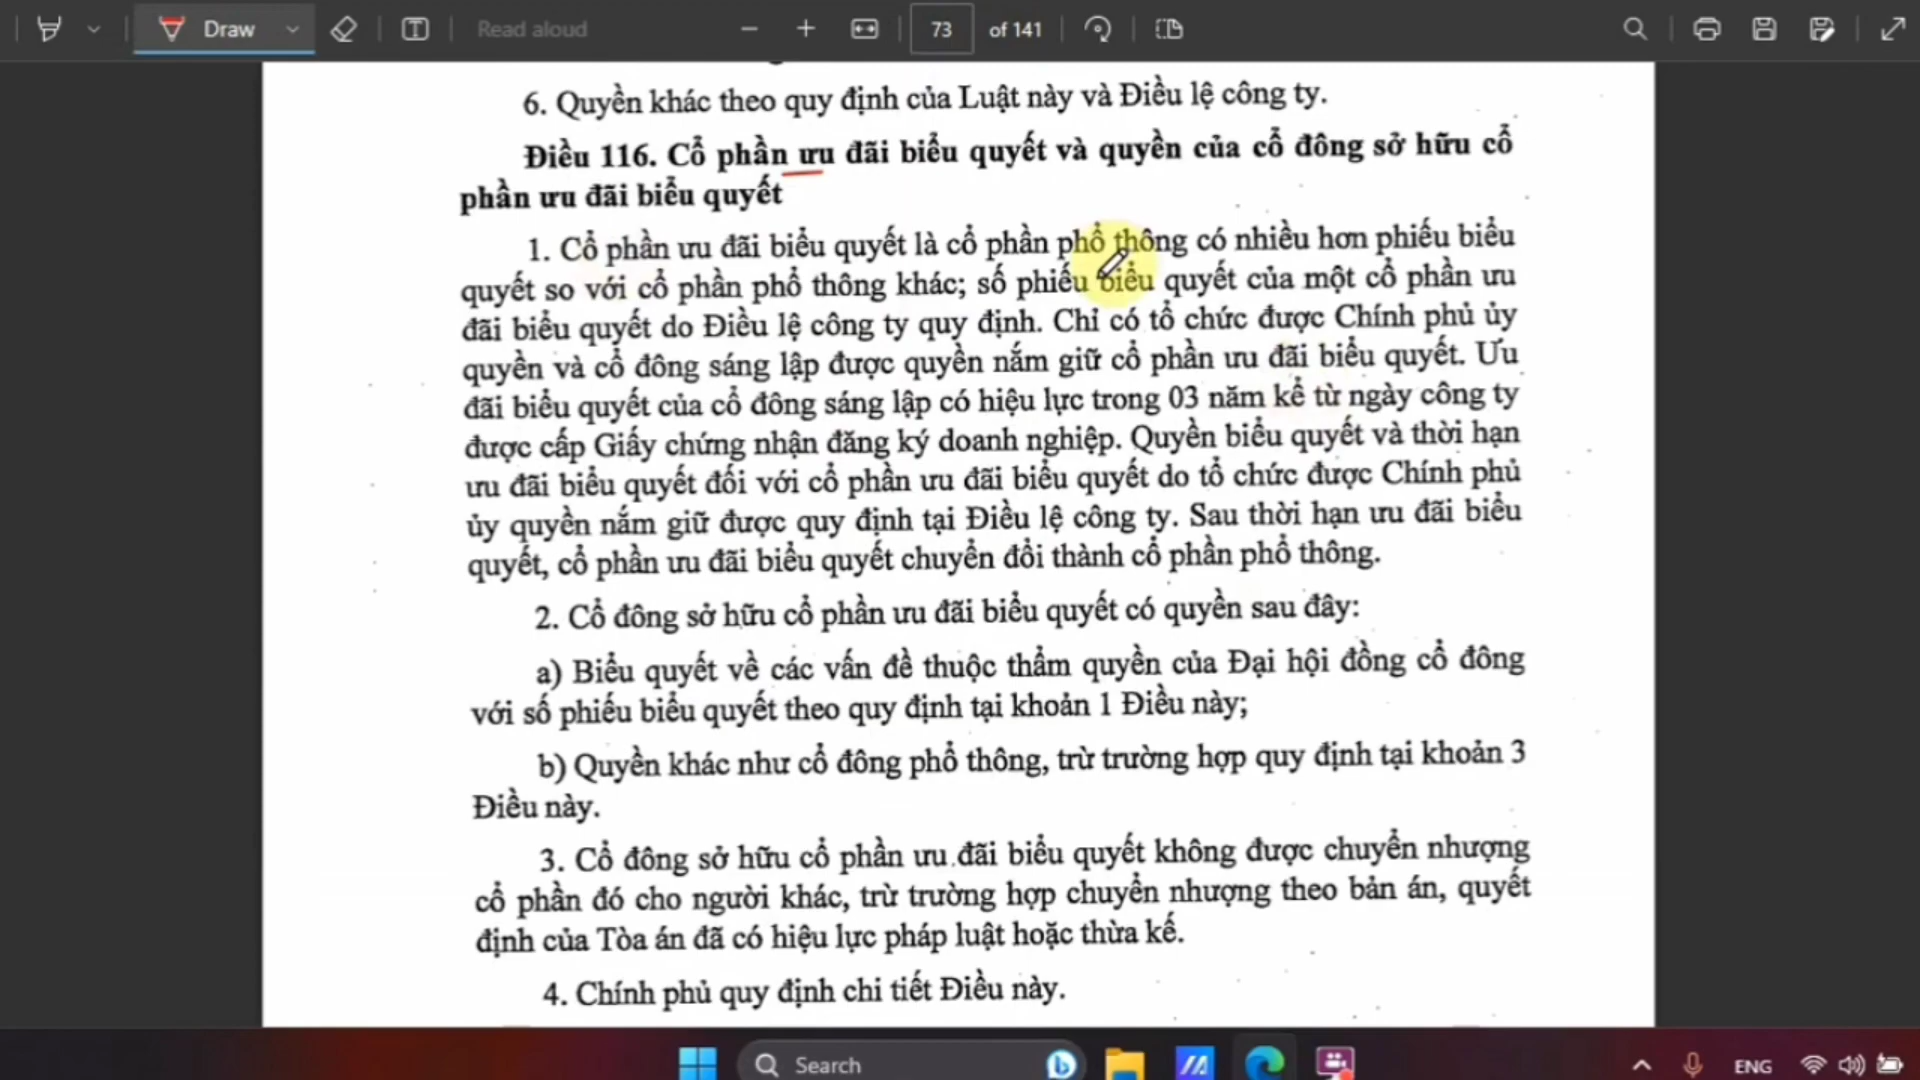 Draw
Read aloud
73 of 141
6. Quyền khác theo quy định của Luật này và Điều lệ công ty.
Điều 116. Cổ phần ưu đãi biểu quyết và quyền của cổ đông sở hữu cổ
phần ưu đãi biểu quyết
1. Cổ phần ưu đãi biểu quyết là cổ phần phổ thông có nhiều hơn phiếu biểu
quyết so với cổ phần phổ thông khác; số phiếu biểu quyết của một cổ phần ưu
đãi biểu quyết do Điều lệ công ty quy định. Chỉ có tổ chức được Chính phủ ủy
quyền và cổ đông sáng lập được quyền nắm giữ cổ phần ưu đãi biểu quyết. Ưu
đãi biểu quyết của cổ đông sáng lập có hiệu lực trong 03 năm kể từ ngày công ty
được cấp Giấy chứng nhận đăng ký doanh nghiệp. Quyền biểu quyết và thời hạn
ưu đãi biểu quyết đối với cổ phần ưu đãi biểu quyết do tổ chức được Chính phủ
ủy quyền nắm giữ được quy định tại Điều lệ công ty. Sau thời hạn ưu đãi biểu
quyết, cổ phần ưu đãi biểu quyết chuyển đổi thành cổ phần phổ thông.
2. Cổ đông sở hữu cổ phần ưu đãi biểu quyết có quyền sau đây:
a) Biểu quyết về các vấn đề thuộc thẩm quyền của Đại hội đồng cổ đông
với số phiếu biểu quyết theo quy định tại khoản 1 Điều này;
b) Quyền khác như cổ đông phổ thông, trừ trường hợp quy định tại khoản 3
Điều này.
3. Cổ đông sở hữu cổ phần ưu đãi biểu quyết không được chuyển nhượng
cổ phần đó cho người khác, trừ trường hợp chuyển nhượng theo bản án, quyết
định của Tòa án đã có hiệu lực pháp luật hoặc thừa kế.
4. Chính phủ quy định chi tiết Điều này.
Search
ENG